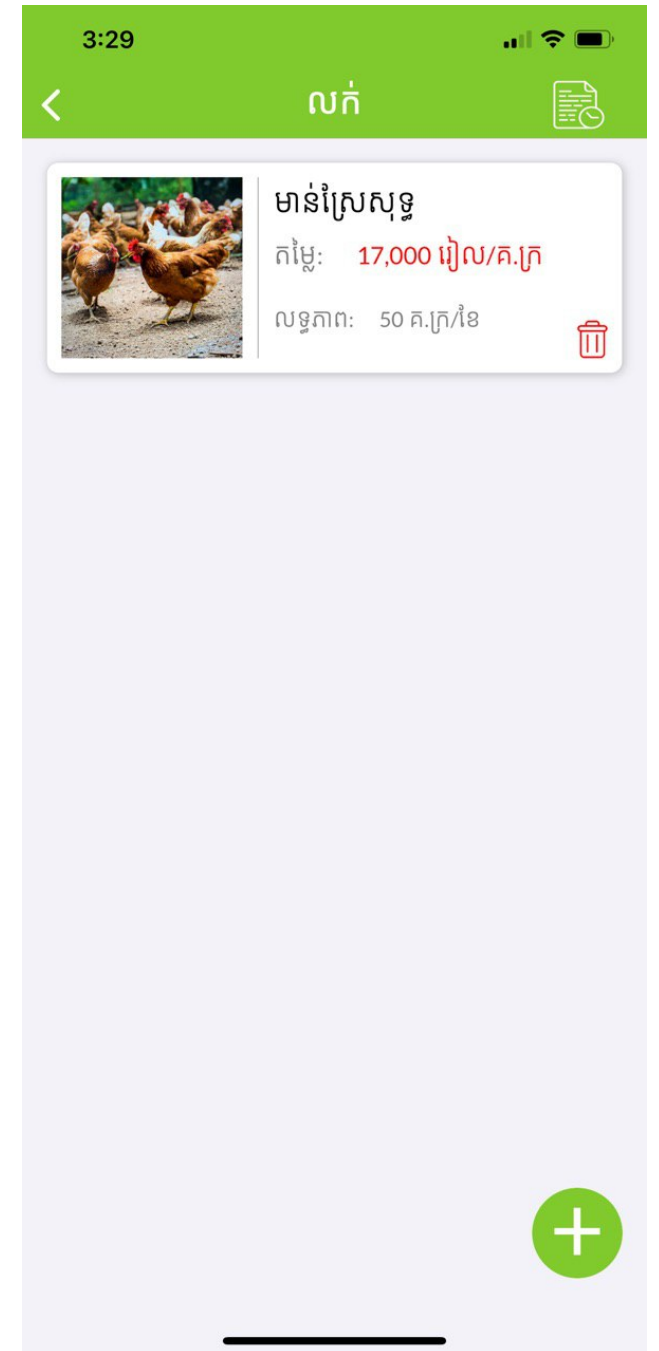 3:29
លក់
មាន់ស្រែសុទ្ធ
តម្លៃ: 17,000 រៀល/គ.ក្រ
លទ្ធភាព: 50 គ.ក្រ/ខែ